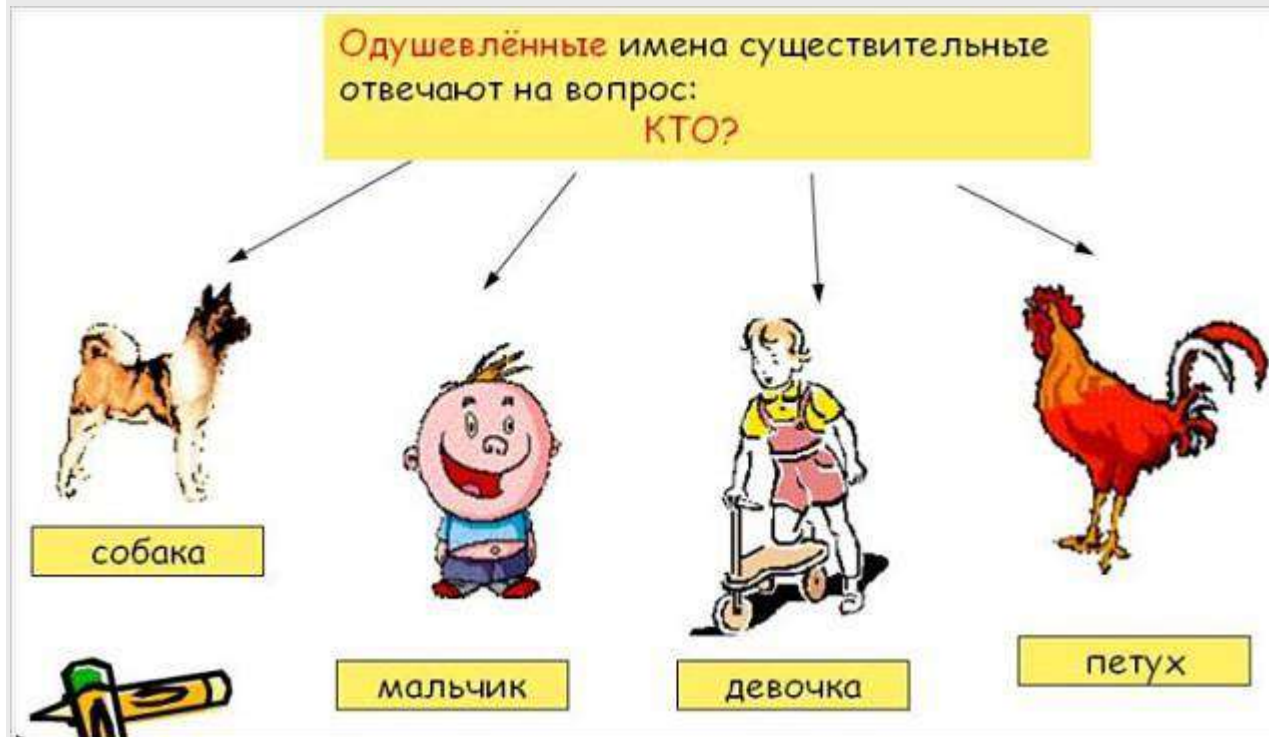 Одушевлённые имена существительные
отвечают на вопрос:
КТО?
собака
мальчик
девочка
петух